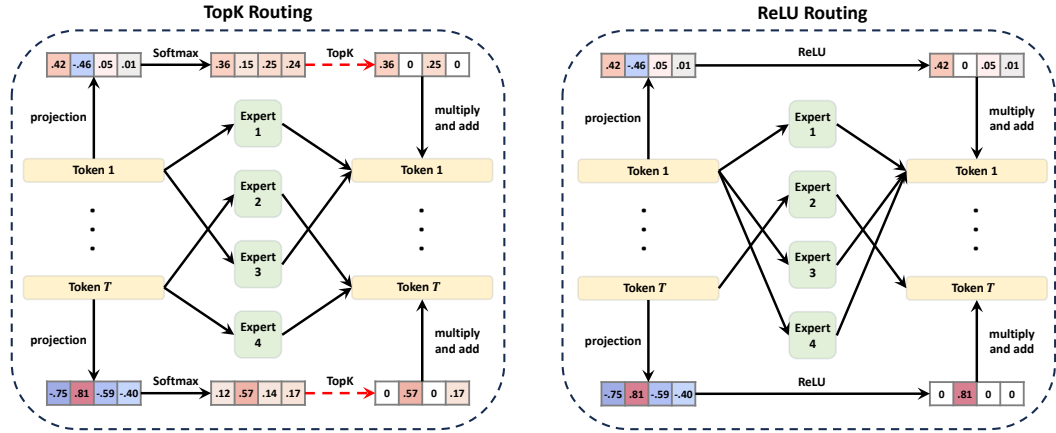 TopK Routing
.42 -.46 .05 .01
Softmax
.36 .15 .25 .24
TopK
.36 0 .25 0
projection
multiply
and add
Expert
1
Token 1
Token 1
Expert
2
Expert
3
Token T
Token T
Expert
4
projection
multiply
and add
-.75 .81 -.59 -.40
Softmax
.12 .57 .14 .17
TopK
0 .57 0 .17
ReLU Routing
.42 -.46 .05 .01
ReLU
.42 0 .05 .01
projection
multiply
and add
Expert
1
Token 1
Token 1
Expert
2
Expert
3
Token T
Token T
Expert
4
projection
multiply
and add
-.75 .81 -.59 -.40
ReLU
0 .81 0 0